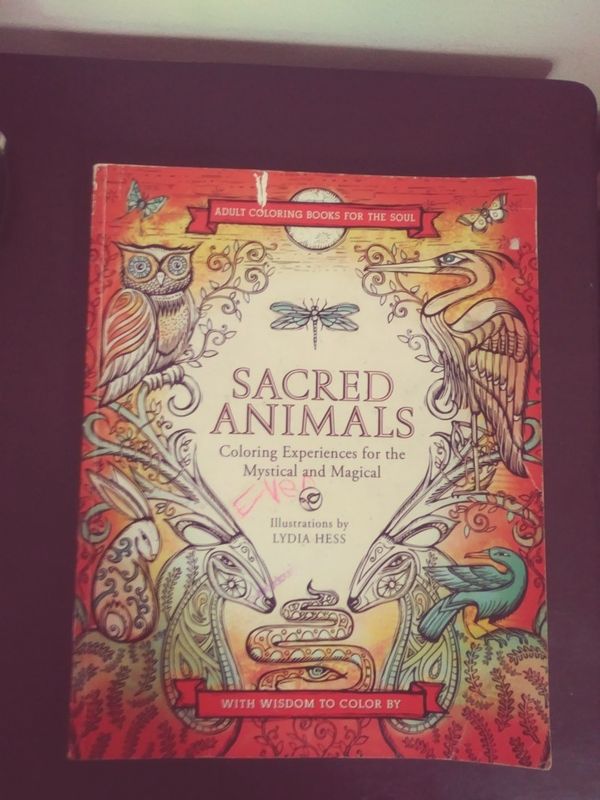 ADULT COLORING BOOKS FOR THE SOUL
SACRED
ANIMALS
Coloring Experiences for the
Mystical and Magical
Illustrations by
LYDIA HESS
WITH WISDOM TO COLOR BY